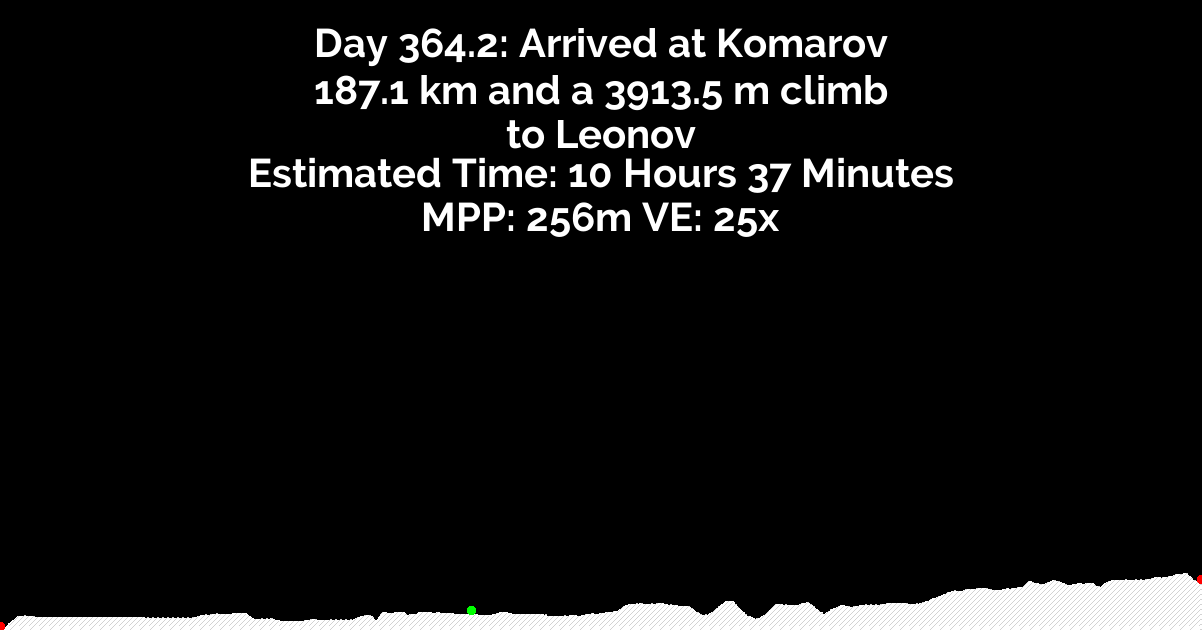 Day 364.2: Arrived at Komarov
187.1 km and a 3913.5 m climb
to Leonov
Estimated Time: 10 Hours 37 Minutes
MPP: 256m VE: 25x